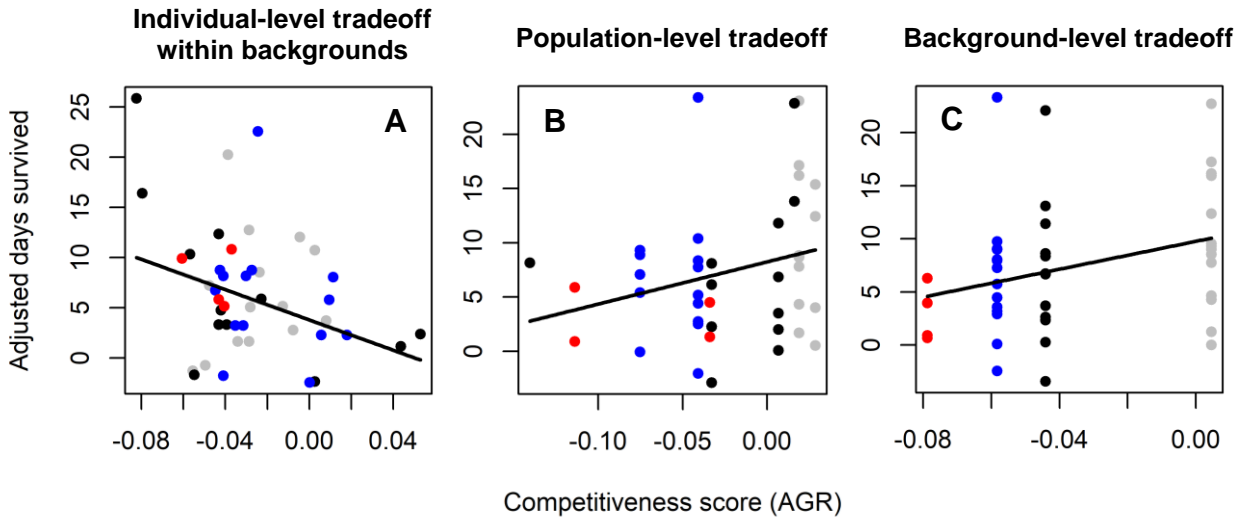 Individual-level tradeoff
within backgrounds
Population-level tradeoff
Background-level tradeoff
Adjusted days survived
A
25
20
15
10
5
0
-0.08
-0.04
0.00
0.04
B
20
15
10
5
0
-0.10
-0.05
0.00
C
20
15
10
5
0
-0.08
-0.04
0.00
Competitiveness score (AGR)